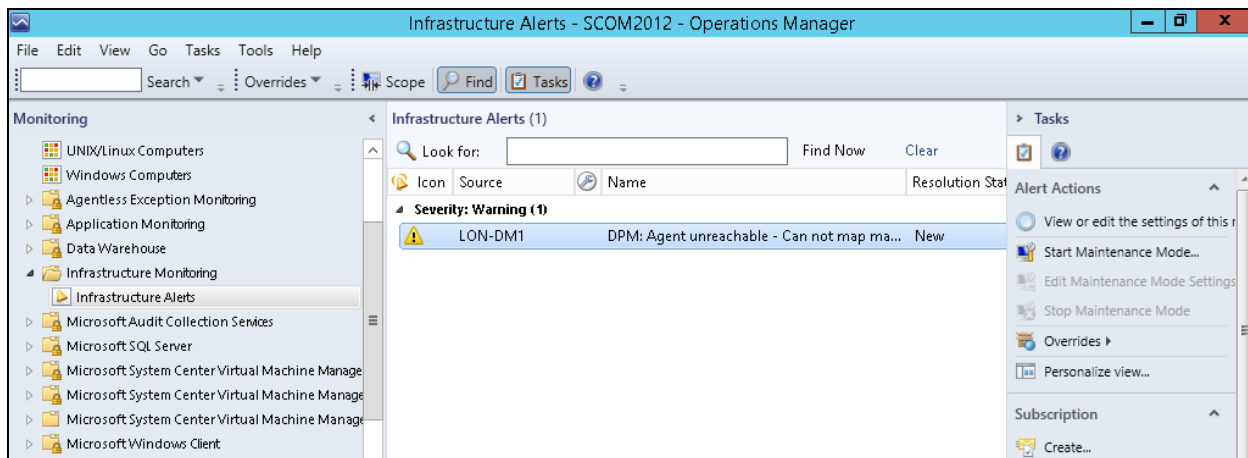 Infrastructure Alerts - SCOM2012 - Operations Manager
File Edit View Go Tasks Tools Help
Search Overrides Scope Find Tasks
Monitoring
UNIX/Linux Computers
Windows Computers
Agentless Exception Monitoring
Application Monitoring
Data Warehouse
Infrastructure Monitoring
Infrastructure Alerts
Microsoft Audit Collection Services
Microsoft SQL Server
Microsoft System Center Virtual Machine Manage
Microsoft System Center Virtual Machine Manage
Microsoft System Center Virtual Machine Manage
Microsoft Windows Client
Infrastructure Alerts (1)
Look for: Find Now Clear
Icon Source Name Resolution Stat
Severity: Warning (1)
LON-DM1 DPM: Agent unreachable - Can not map ma... New
Tasks
Alert Actions
View or edit the settings of this
Start Maintenance Mode...
Edit Maintenance Mode Settings
Stop Maintenance Mode
Overrides
Personalize view...
Subscription
Create...